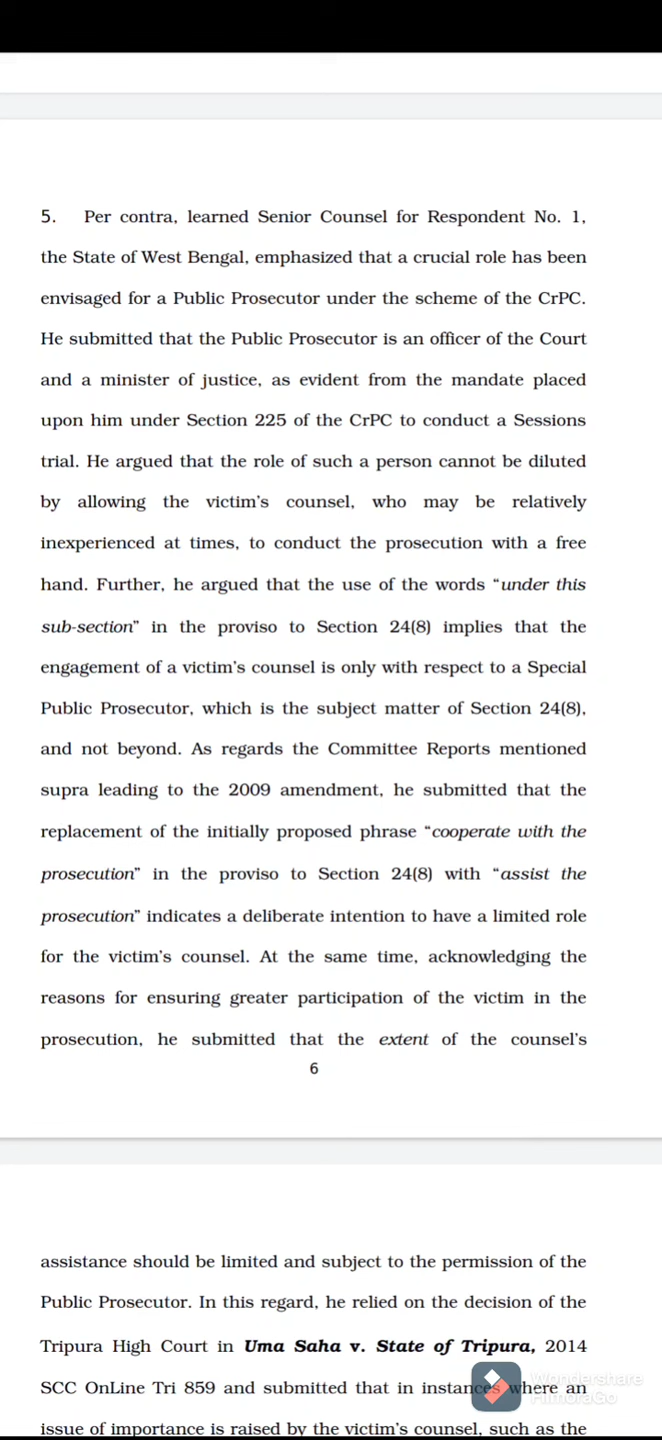 5. Per contra, learned Senior Counsel for Respondent No. 1,
the State of West Bengal, emphasized that a crucial role has been
envisaged for a Public Prosecutor under the scheme of the CrPC.
He submitted that the Public Prosecutor is an officer of the Court
and a minister of justice, as evident from the mandate placed
upon him under Section 225 of the CrPC to conduct a Sessions
trial. He argued that the role of such a person cannot be diluted
by allowing the victim's counsel, who may be relatively
inexperienced at times, to conduct the prosecution with a free
hand. Further, he argued that the use of the words “under this
sub-section” in the proviso to Section 24(8) implies that the
engagement of a victim's counsel is only with respect to a Special
Public Prosecutor, which is the subject matter of Section 24(8),
and not beyond. As regards the Committee Reports mentioned
supra leading to the 2009 amendment, he submitted that the
replacement of the initially proposed phrase “cooperate with the
prosecution” in the proviso to Section 24(8) with “assist the
prosecution” indicates a deliberate intention to have a limited role
for the victim's counsel. At the same time, acknowledging the
reasons for ensuring greater participation of the victim in the
prosecution, he submitted that the extent of the counsel's
6
assistance should be limited and subject to the permission of the
Public Prosecutor. In this regard, he relied on the decision of the
Tripura High Court in Uma Saha v. State of Tripura, 2014
SCC OnLine Tri 859 and submitted that in instances where an
issue of importance is raised by the victim's counsel, such as the
Wondershare
FilmoraGo